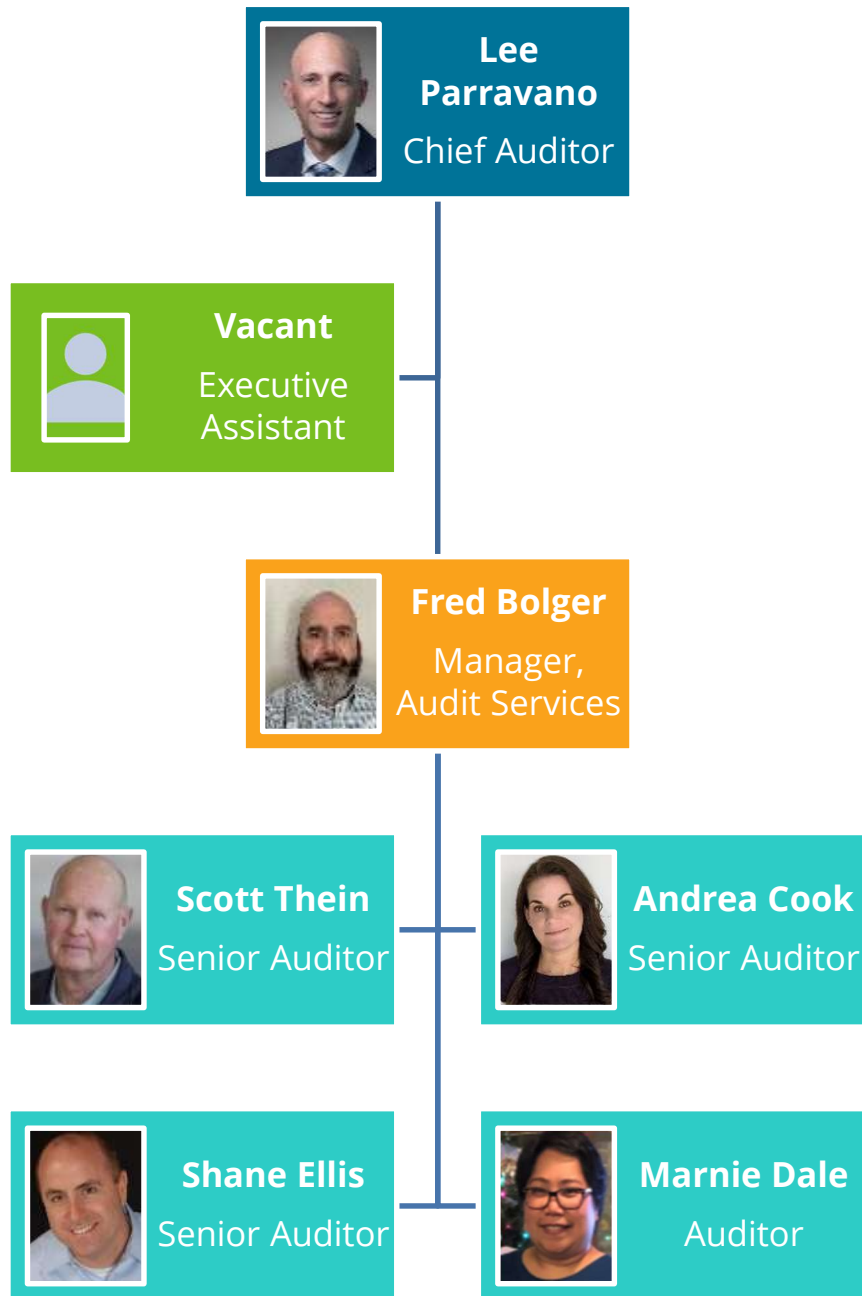 Lee
Parravano
Chief Auditor
Vacant
Executive
Assistant
Fred Bolger
Manager,
Audit Services
Scott Thein
Senior Auditor
Andrea Cook
Senior Auditor
Shane Ellis
Senior Auditor
Marnie Dale
Auditor